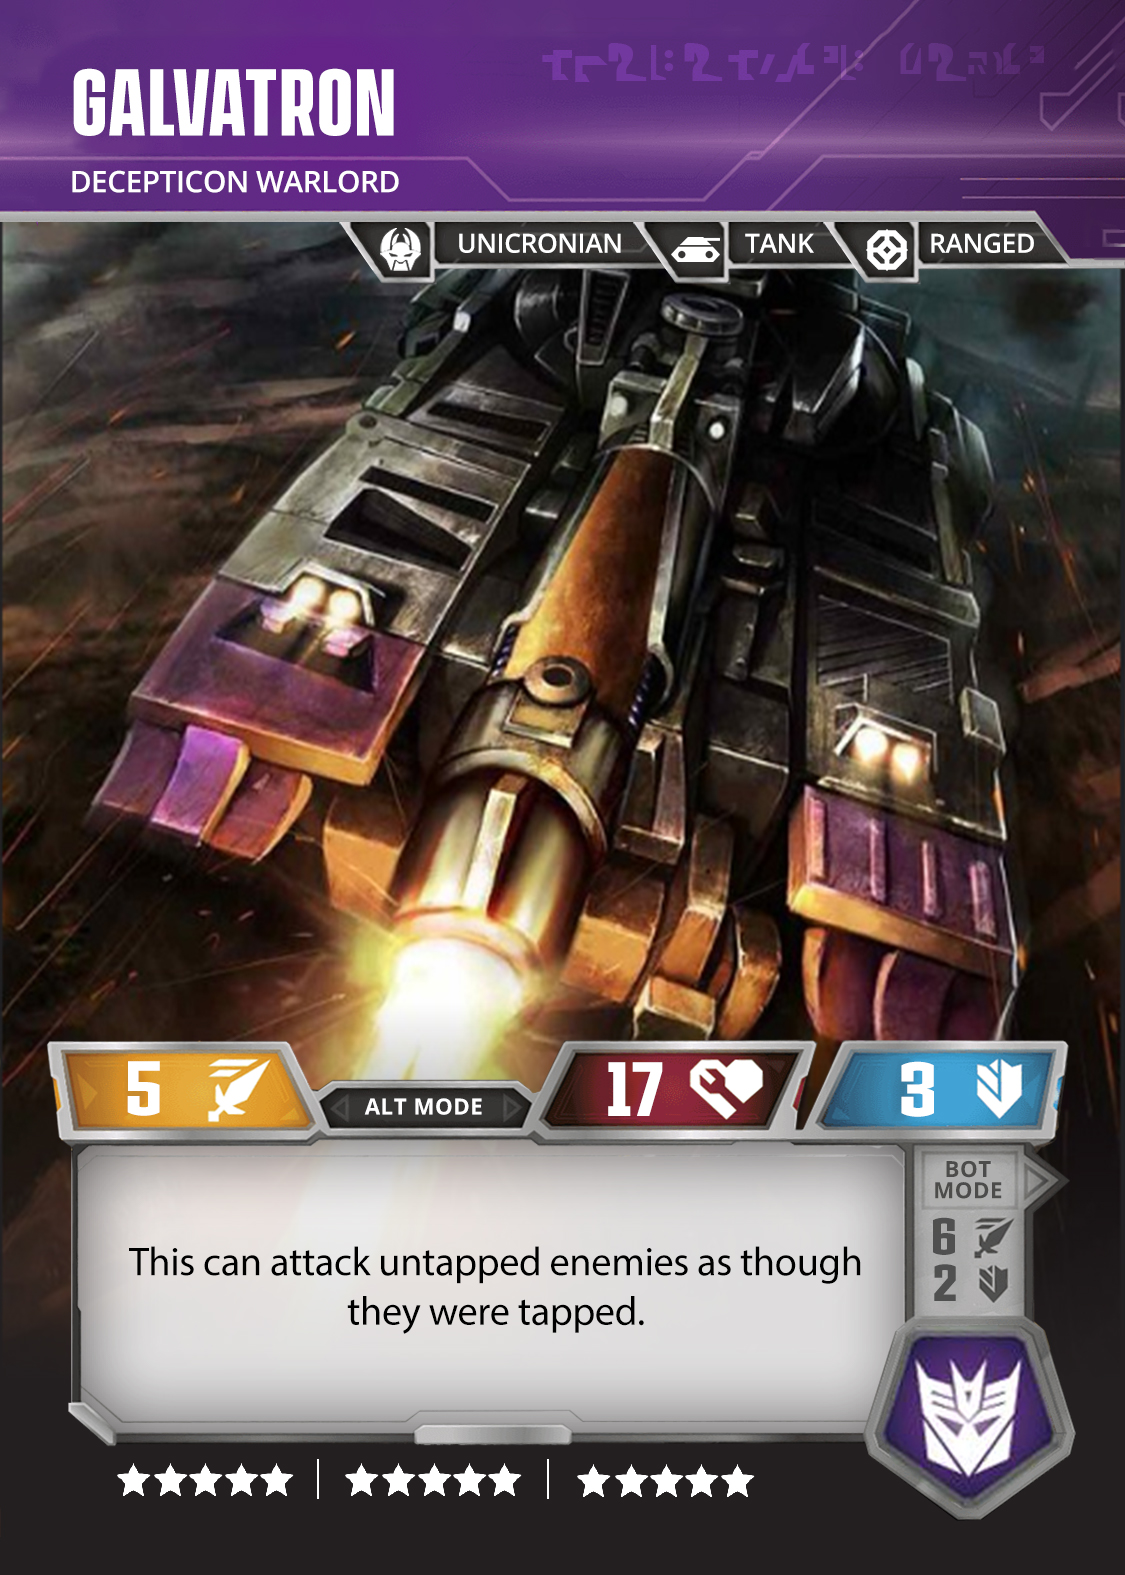 GALVATRON
DECEPTICON WARLORD
UNICRONIAN TANK RANGED
5 17 3
ALT MODE
BOT
MODE
6
2
This can attack untapped enemies as though
they were tapped.